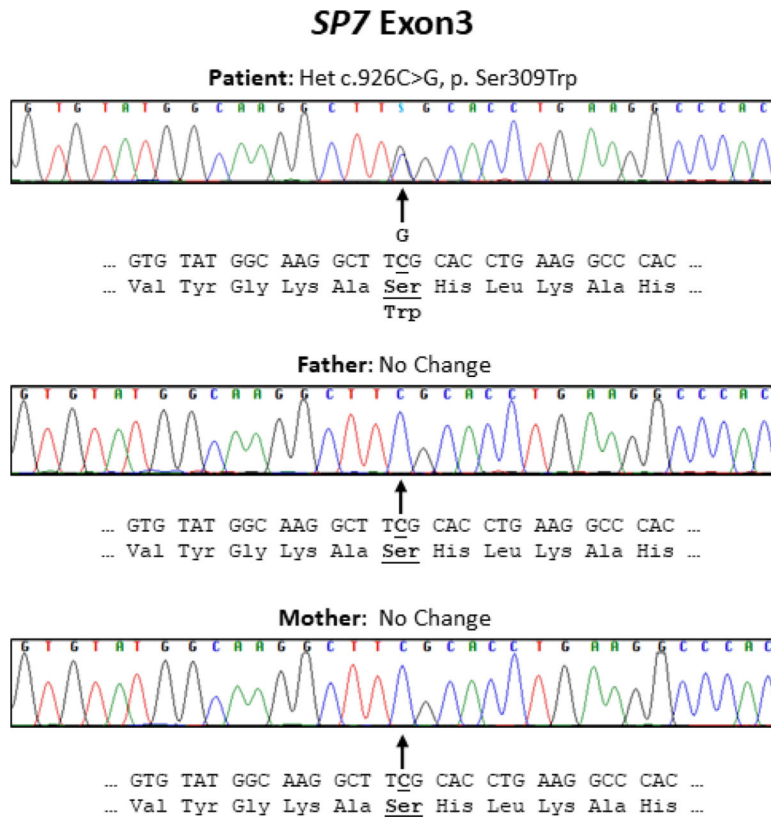 SP7 Exon3
Patient: Het c.926C>G, p. Ser309Trp
G T G T A T G G C A A G G C T T S G C A C C T G A A G G C C C A C
G
... GTG TAT GGC AAG GCT TCG CAC CTG AAG GCC CAC ...
... Val Tyr Gly Lys Ala Ser His Leu Lys Ala His ...
Trp
Father: No Change
G T G T A T G G C A A G G C T T C G C A C C T G A A G G C C C A C
... GTG TAT GGC AAG GCT TCG CAC CTG AAG GCC CAC ...
... Val Tyr Gly Lys Ala Ser His Leu Lys Ala His ...
Mother: No Change
G T G T A T G G C A A G G C T T C G C A C C T G A A G G C C C A C
... GTG TAT GGC AAG GCT TCG CAC CTG AAG GCC CAC ...
... Val Tyr Gly Lys Ala Ser His Leu Lys Ala His ...